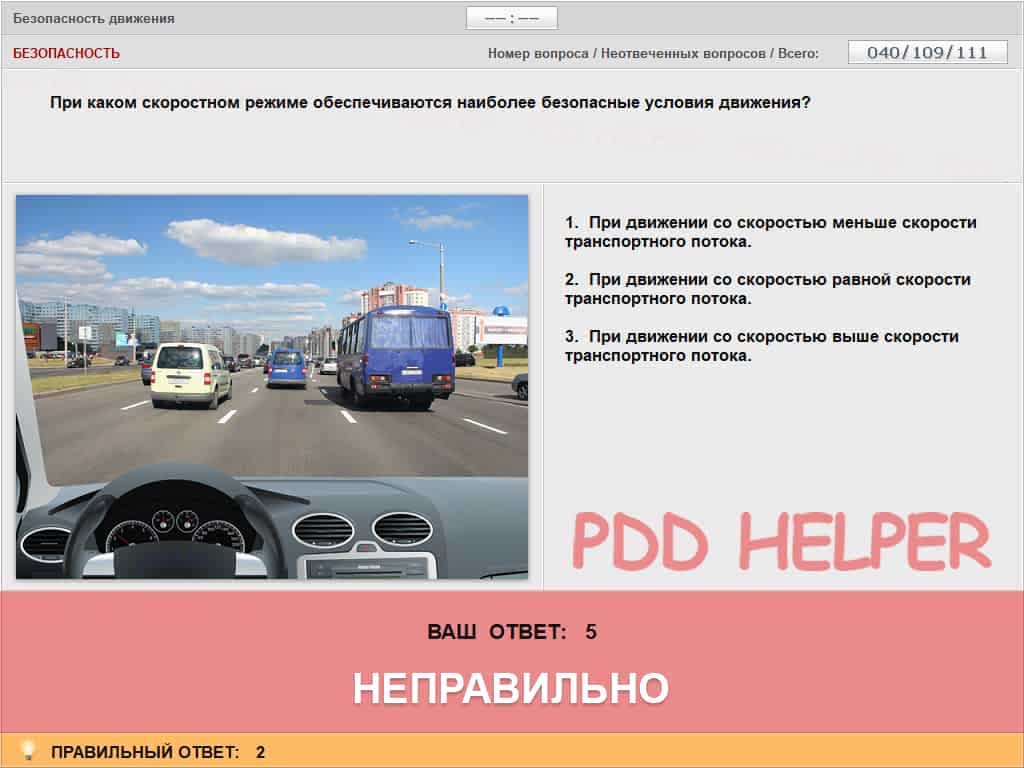 Безопасность движения
—— : ——
БЕЗОПАСНОСТЬ
Номер вопроса / Неотвеченных вопросов / Всего:
040/109/111
При каком скоростном режиме обеспечиваются наиболее безопасные условия движения?
1. При движении со скоростью меньше скорости
транспортного потока.
2. При движении со скоростью равной скорости
транспортного потока.
3. При движении со скоростью выше скорости
транспортного потока.
PDD HELPER
ВАШ ОТВЕТ: 5
НЕПРАВИЛЬНО
ПРАВИЛЬНЫЙ ОТВЕТ: 2